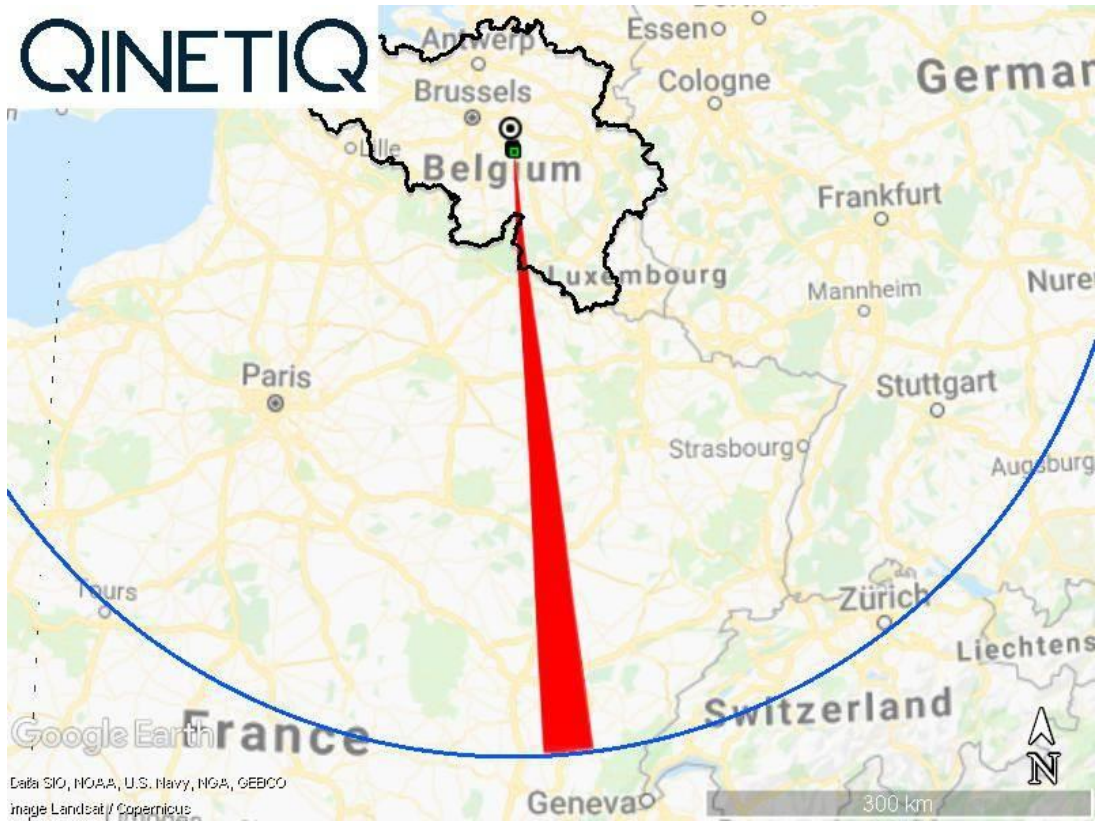 QINETIQ
Antwerp
Essen
Cologne
German
Brussels
Lille
Belgium
Frankfurt
Luxembourg
Mannheim
Nure
Paris
Stuttgart
Strasbourg
Augsburg
Tours
Zürich
Liechtens
Switzerland
France
Google Earth
N
Data SIO, NOAA, U.S. Navy, NGA, GEBCO
Image Landsat / Copernicus
Geneva
300 km